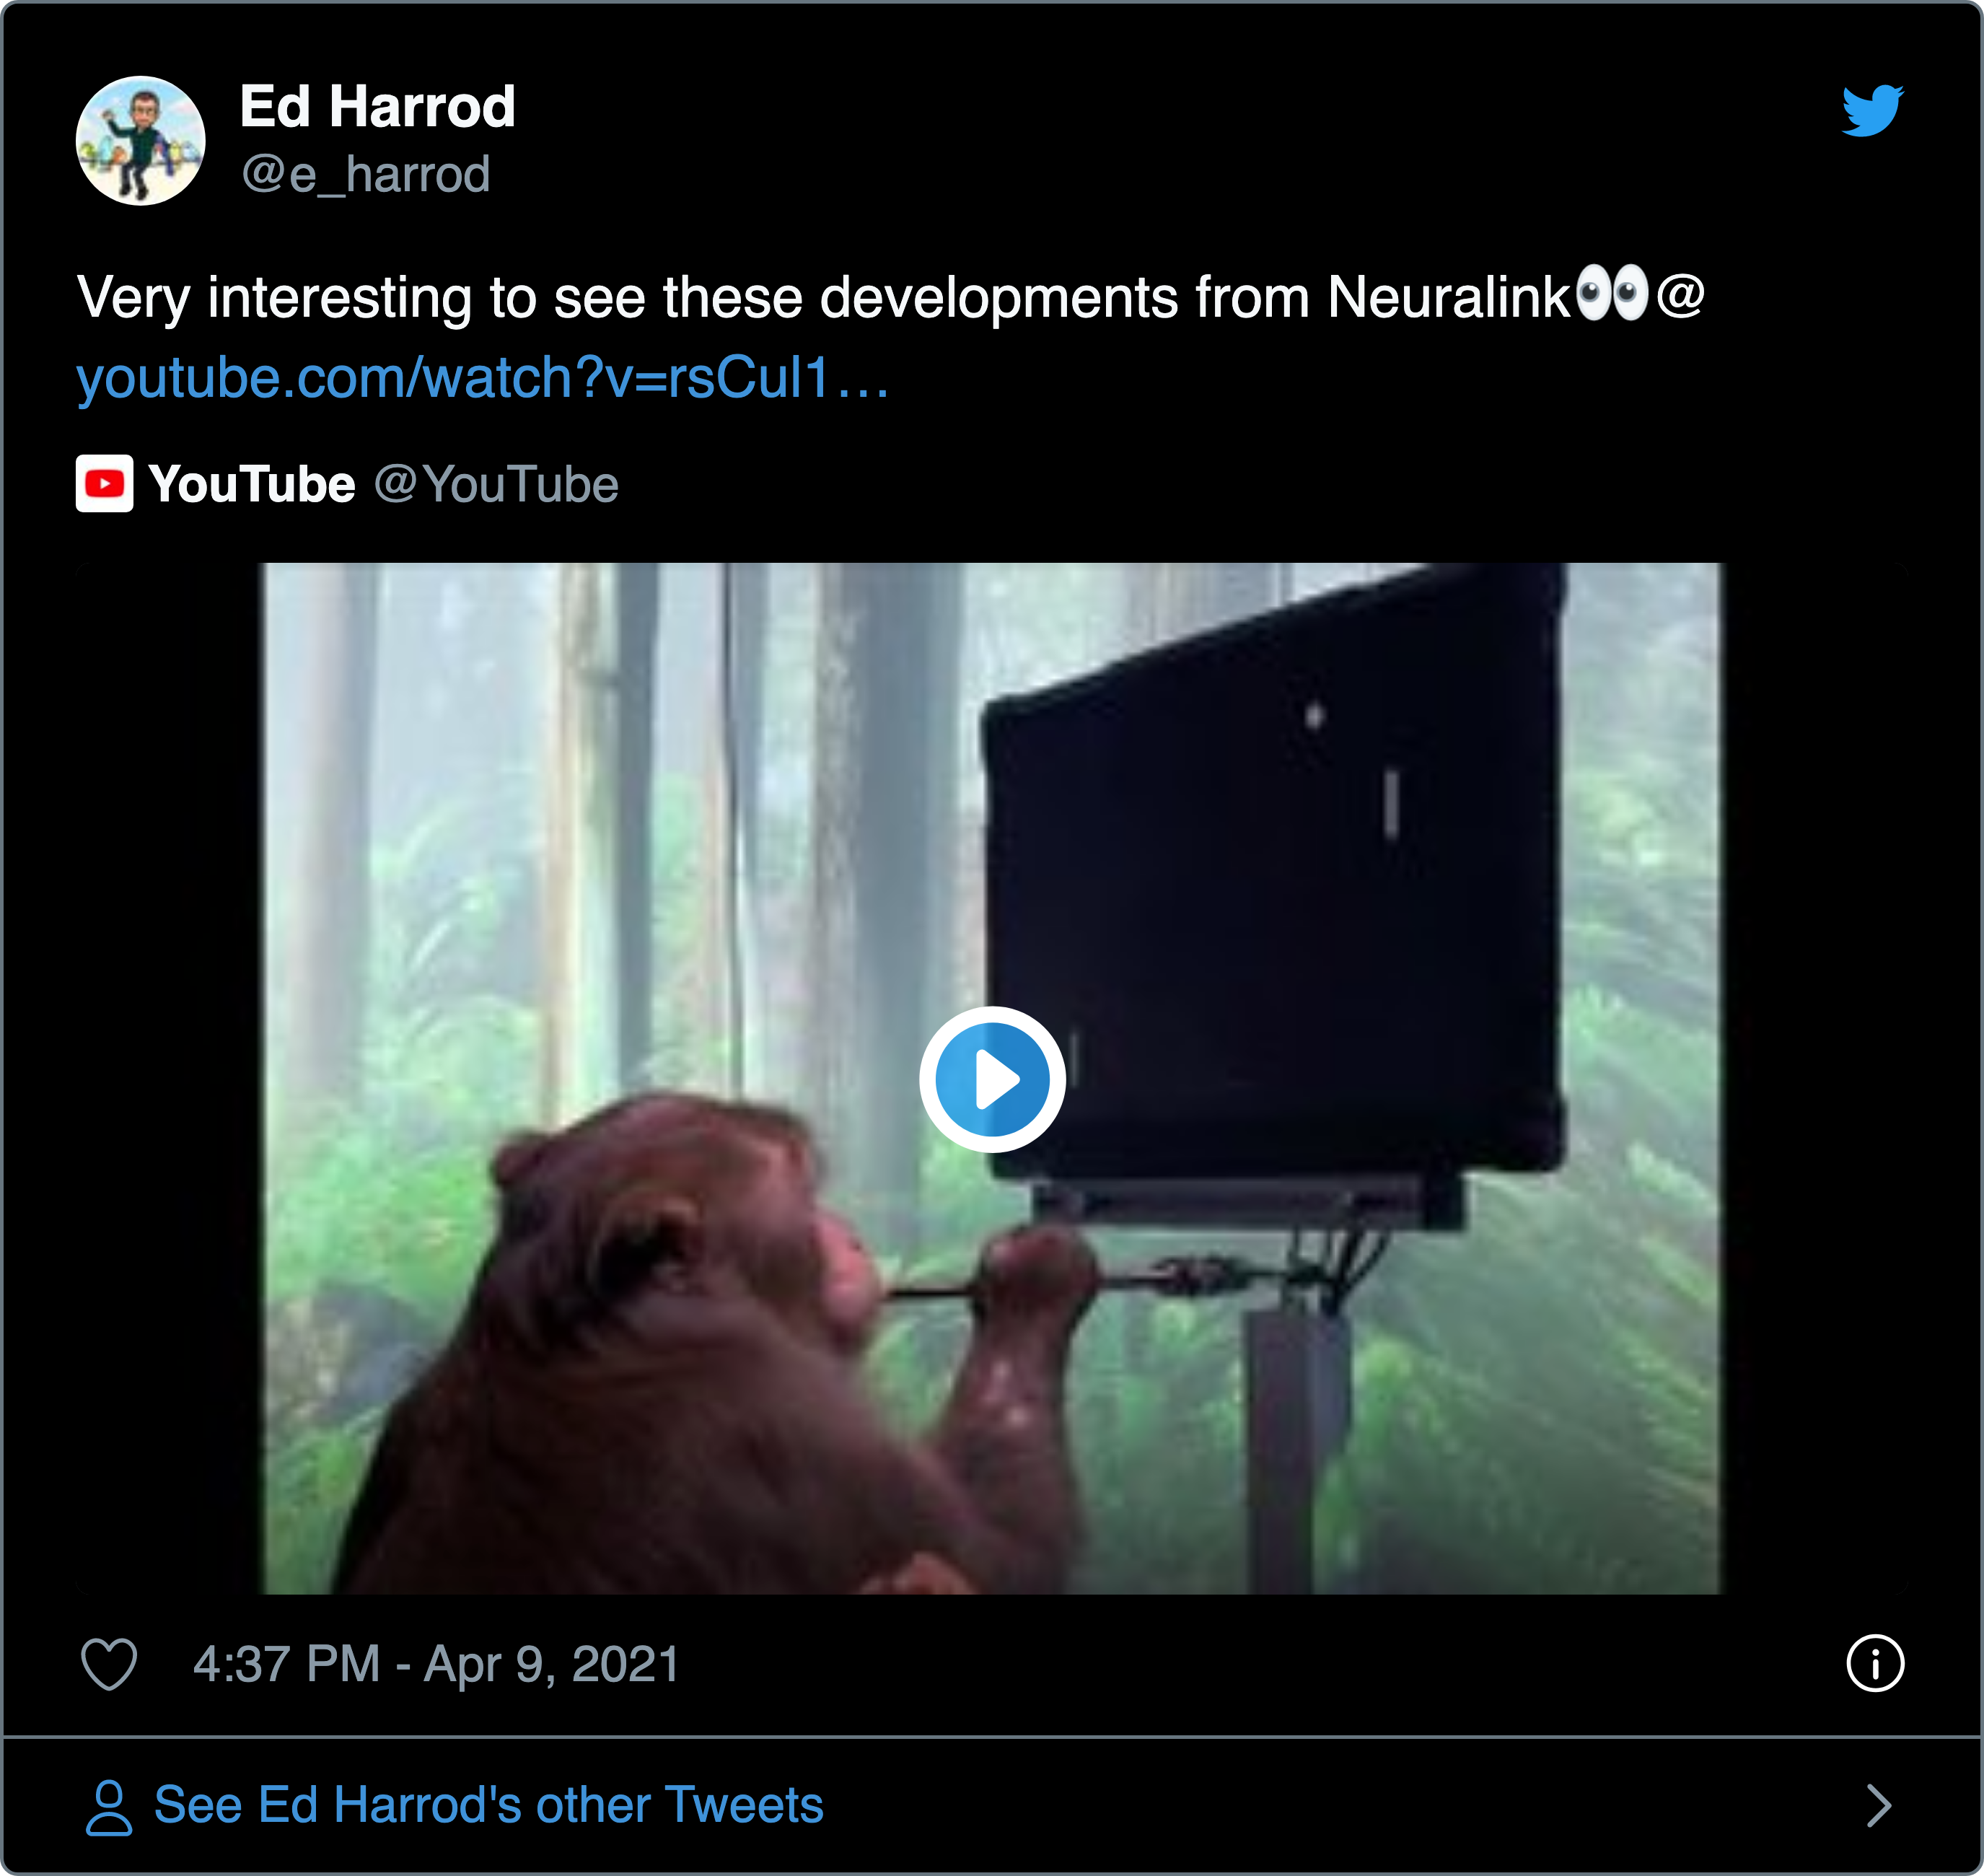 Ed Harrod
@e_harrod
Very interesting to see these developments from Neuralink👀@
youtube.com/watch?v=rsCul1…
YouTube @YouTube
4:37 PM - Apr 9, 2021
See Ed Harrod's other Tweets